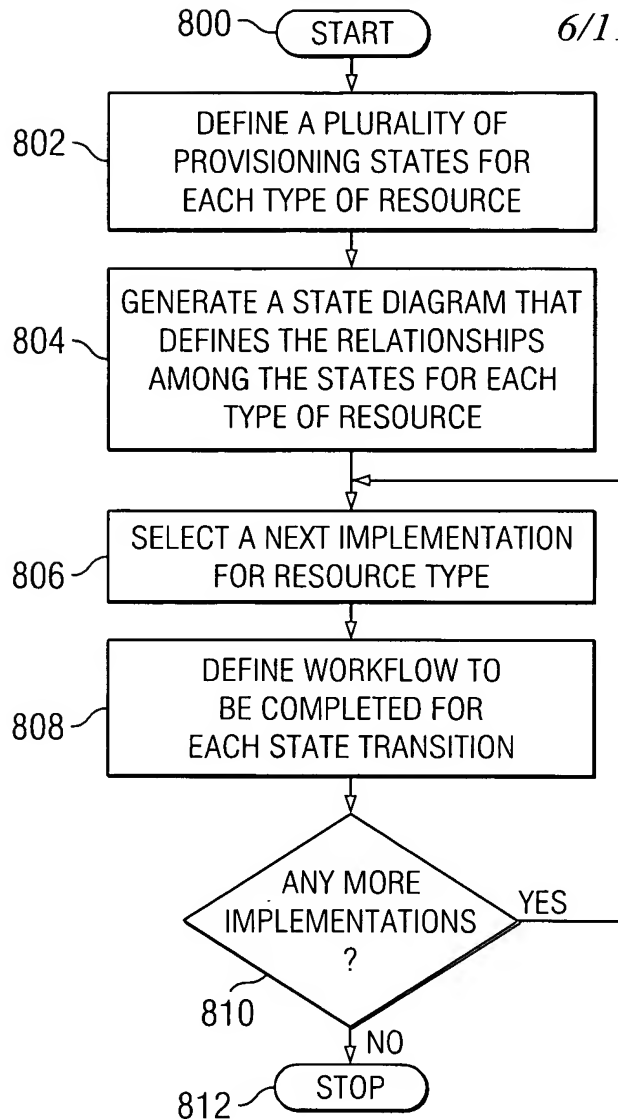 800
START
6/11
802
DEFINE A PLURALITY OF
PROVISIONING STATES FOR
EACH TYPE OF RESOURCE
804
GENERATE A STATE DIAGRAM THAT
DEFINES THE RELATIONSHIPS
AMONG THE STATES FOR EACH
TYPE OF RESOURCE
806
SELECT A NEXT IMPLEMENTATION
FOR RESOURCE TYPE
808
DEFINE WORKFLOW TO
BE COMPLETED FOR
EACH STATE TRANSITION
ANY MORE
IMPLEMENTATIONS
?
YES
810
NO
812
STOP